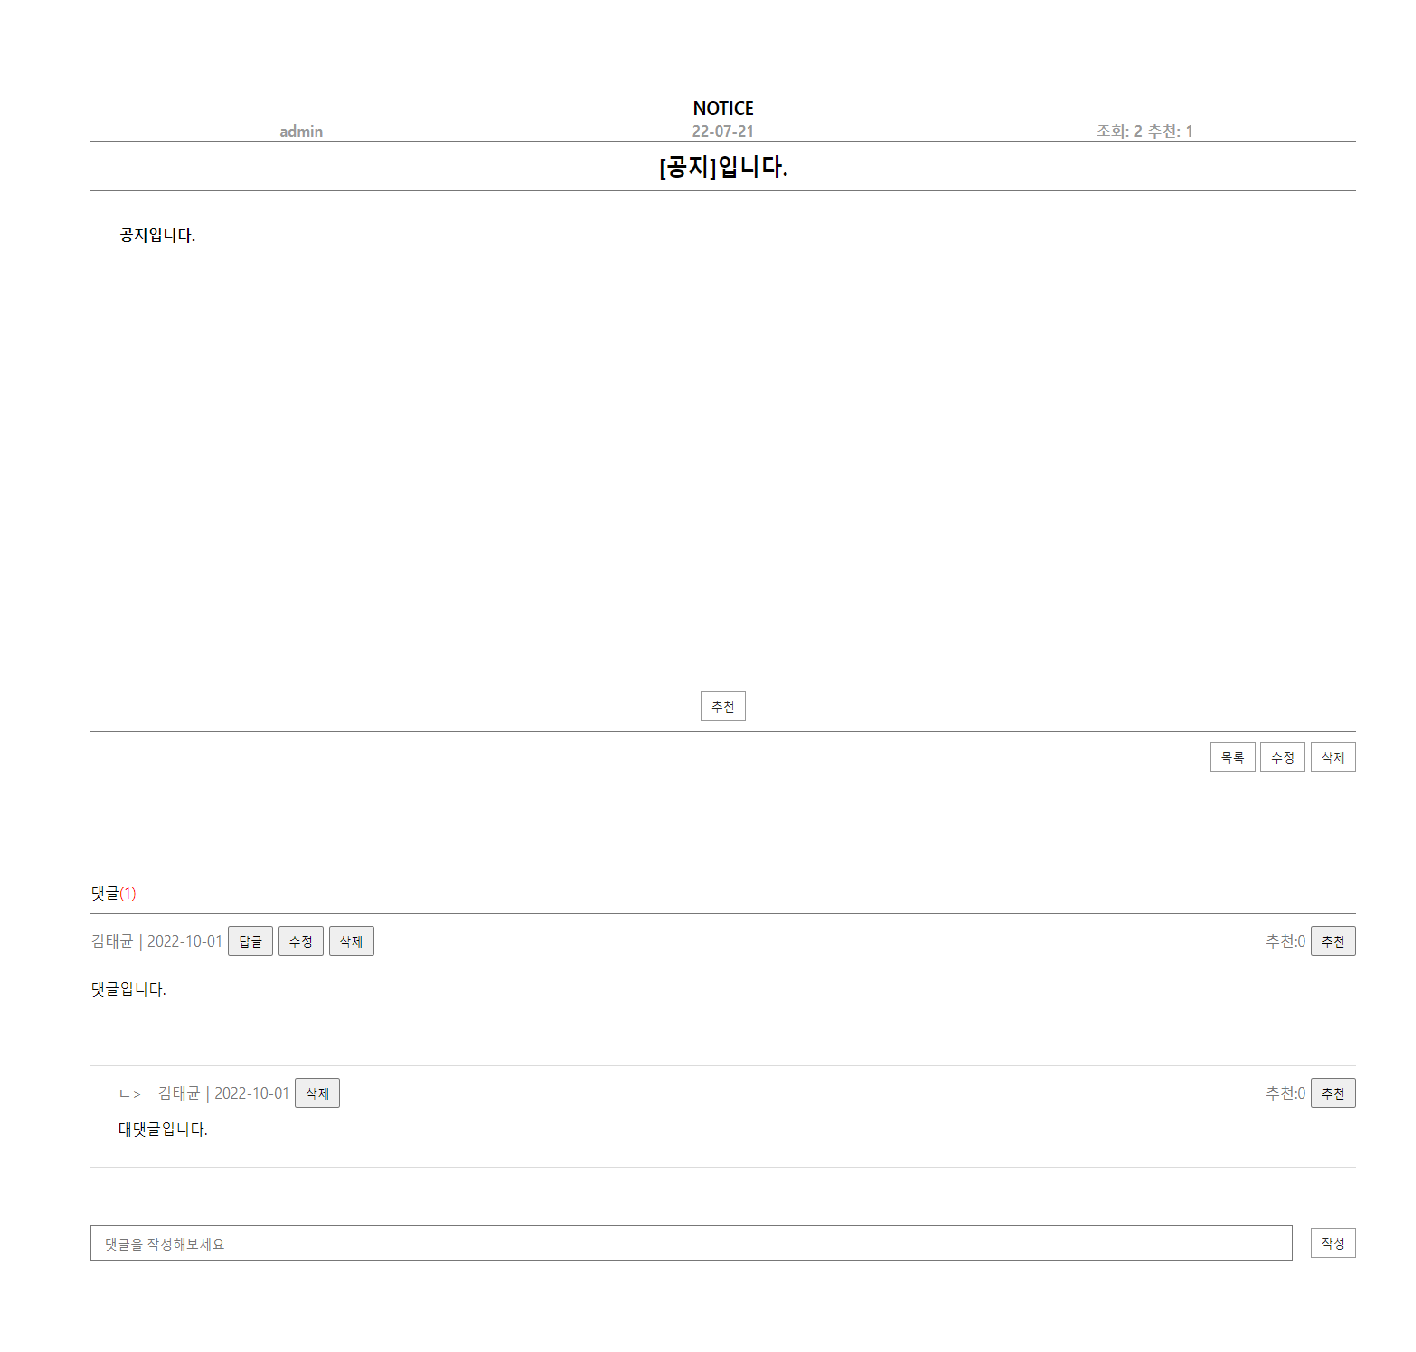 NOTICE
admin 22-07-21 조회: 2 추천: 1
[공지]입니다.
공지입니다.
추천
목록 수정 삭제
댓글(1)
김태균 | 2022-10-01 답글 수정 삭제 추천:0 추천
댓글입니다.
ㄴ> 김태균 | 2022-10-01 삭제 추천:0 추천
대댓글입니다.
댓글을 작성해보세요 작성